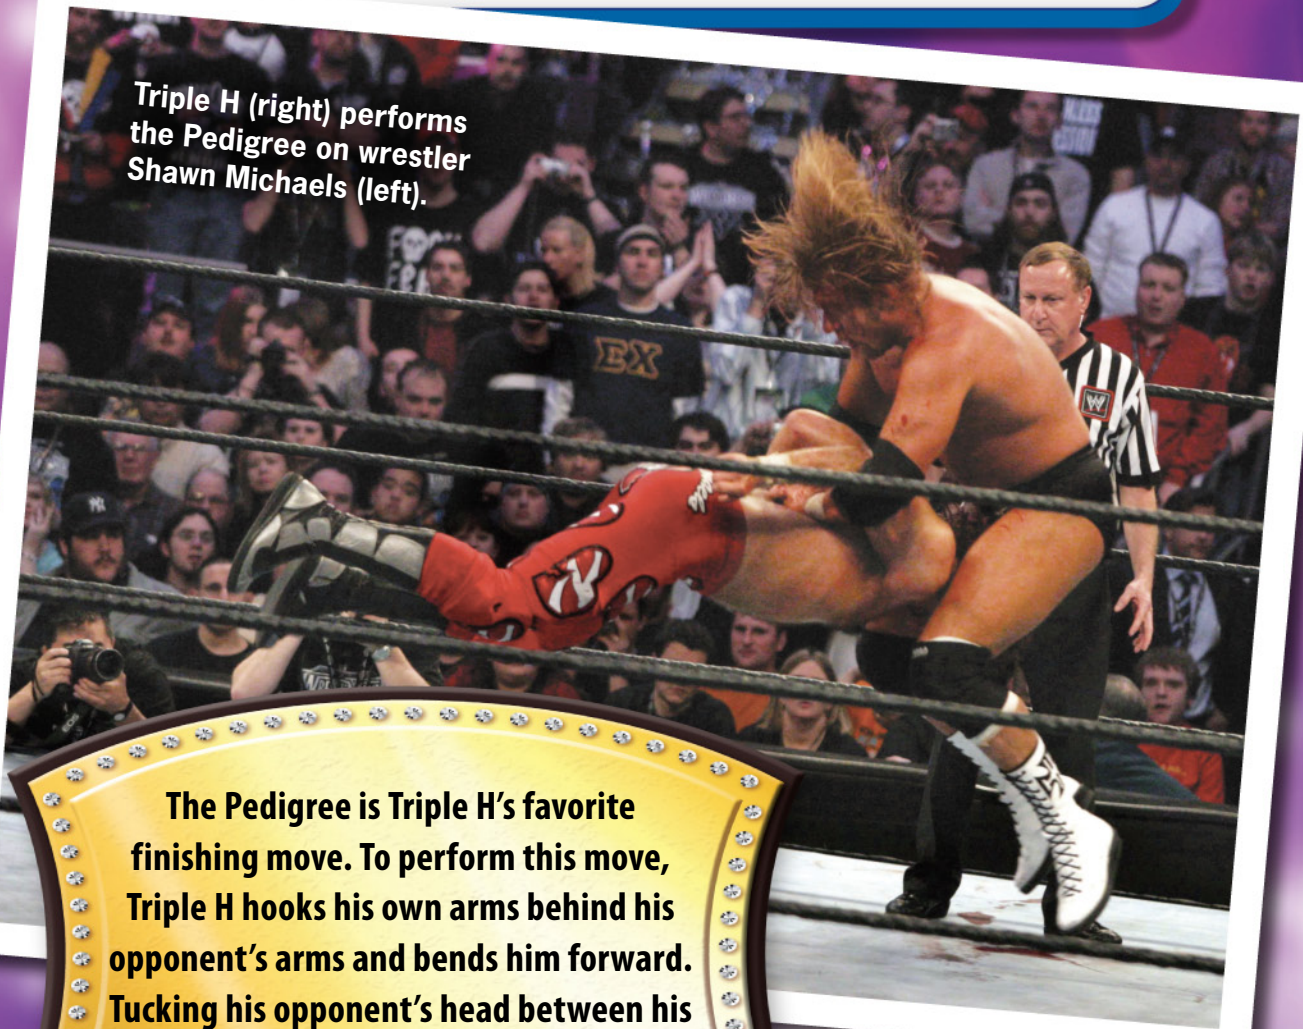 Triple H (right) performs
the Pedigree on wrestler
Shawn Michaels (left).
ΣX
The Pedigree is Triple H's favorite
finishing move. To perform this move,
Triple H hooks his own arms behind his
opponent's arms and bends him forward.
Tucking his opponent's head between his